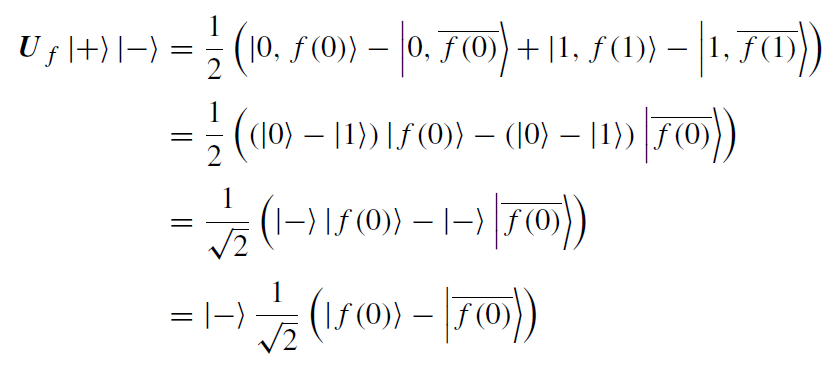 U_f |+⟩ |−⟩ = 1/2 (|0, f(0)⟩ − |0, \overline{f(0)}⟩ + |1, f(1)⟩ − |1, \overline{f(1)}⟩)
= 1/2 ((|0⟩ − |1⟩) |f(0)⟩ − (|0⟩ − |1⟩) |\overline{f(0)}⟩)
= 1/√2 (|−⟩ |f(0)⟩ − |−⟩ |\overline{f(0)}⟩)
= |−⟩ 1/√2 (|f(0)⟩ − |\overline{f(0)}⟩)